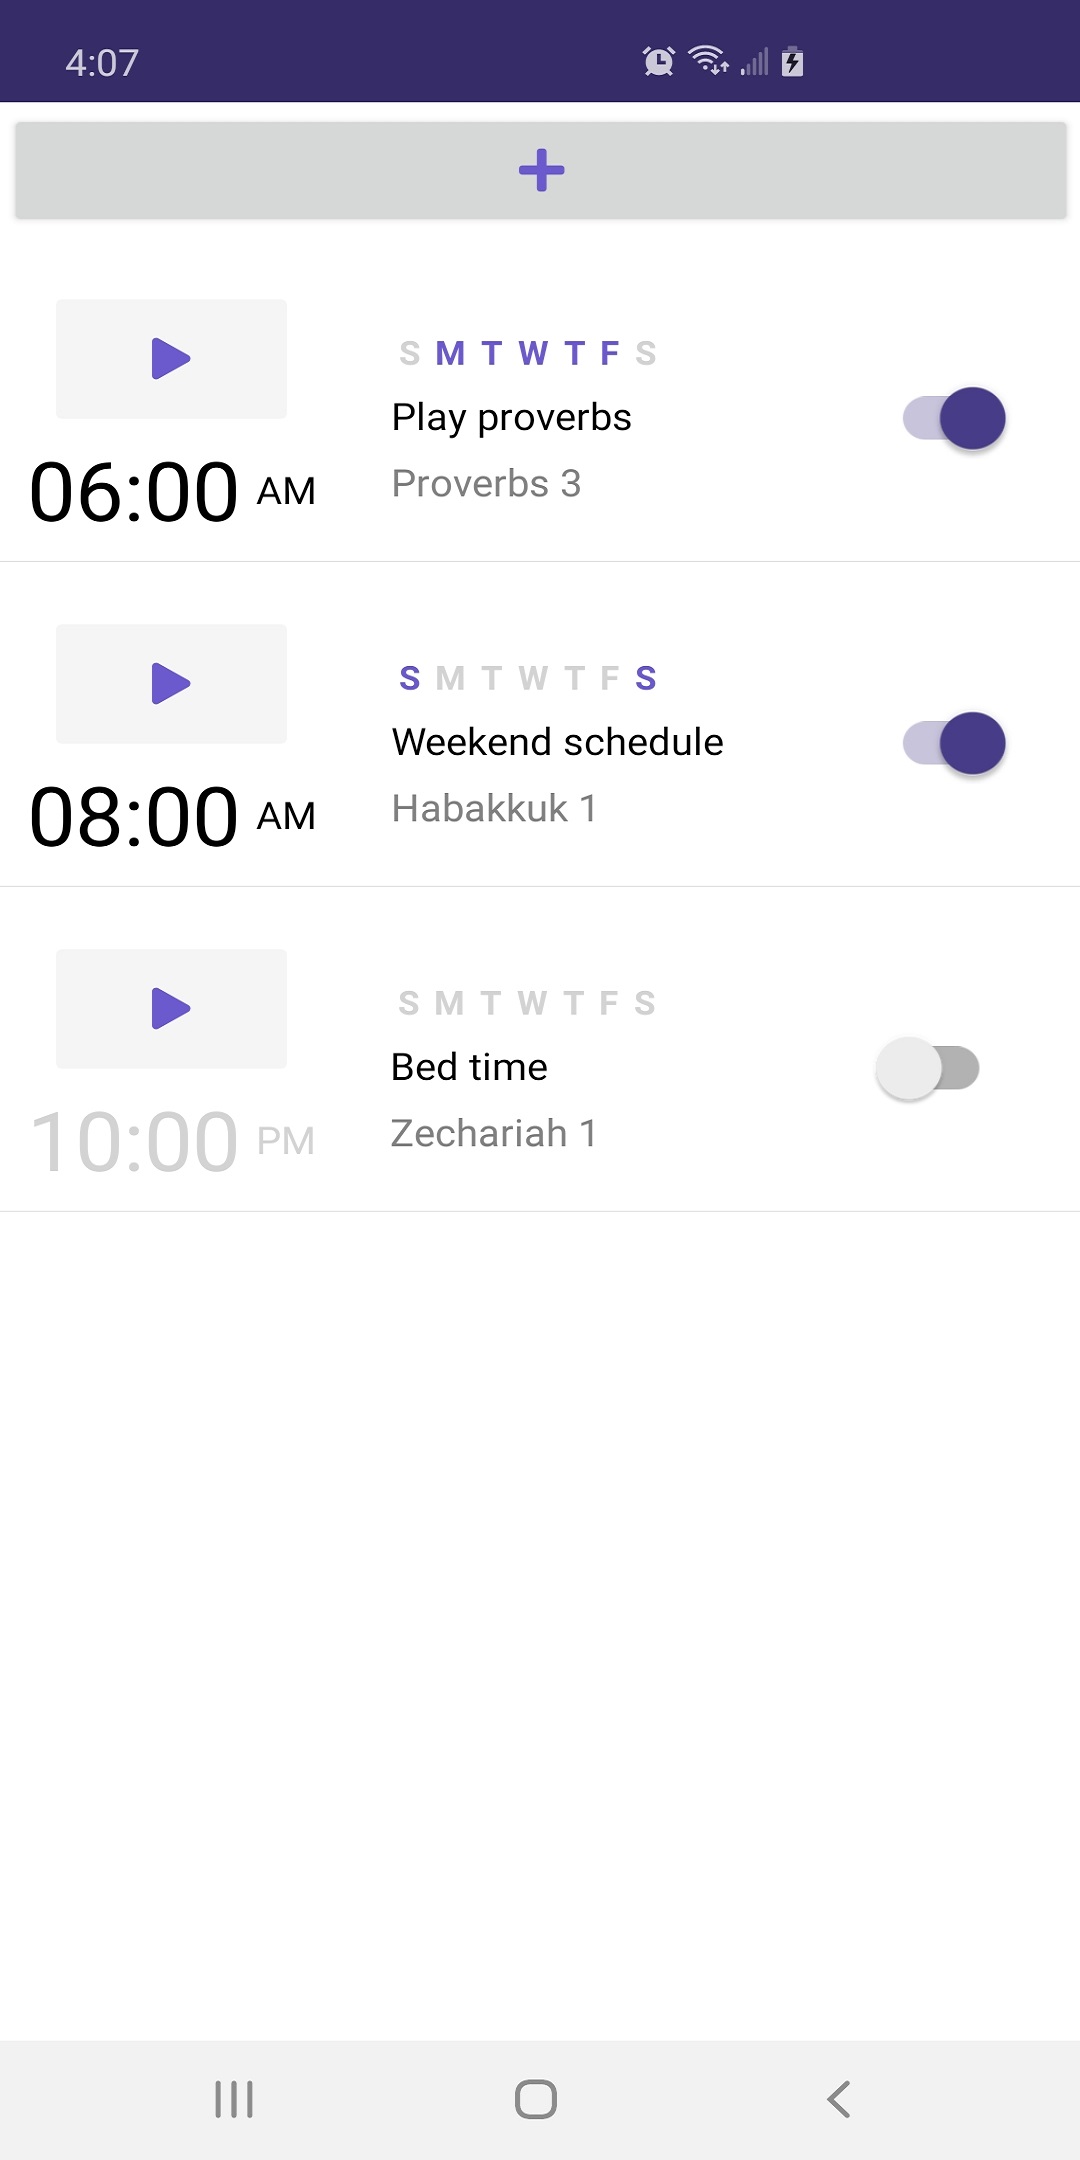 4:07
S M T W T F S
Play proverbs
06:00 AM
Proverbs 3
S M T W T F S
Weekend schedule
08:00 AM
Habakkuk 1
S M T W T F S
Bed time
10:00 PM
Zechariah 1